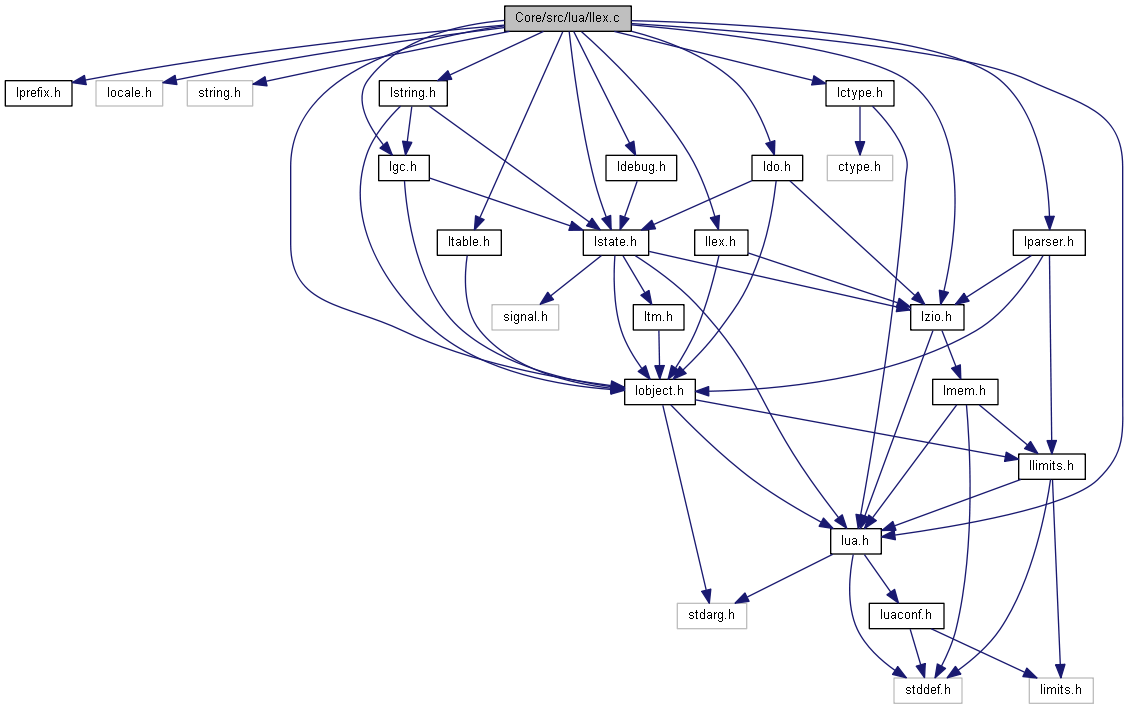 Core/src/lua/llex.c
lprefix.h
locale.h
string.h
lstring.h
lctype.h
lgc.h
ldebug.h
ldo.h
ctype.h
ltable.h
lstate.h
llex.h
lparser.h
signal.h
ltm.h
lzio.h
lobject.h
lmem.h
llimits.h
lua.h
stdarg.h
luaconf.h
stddef.h
limits.h